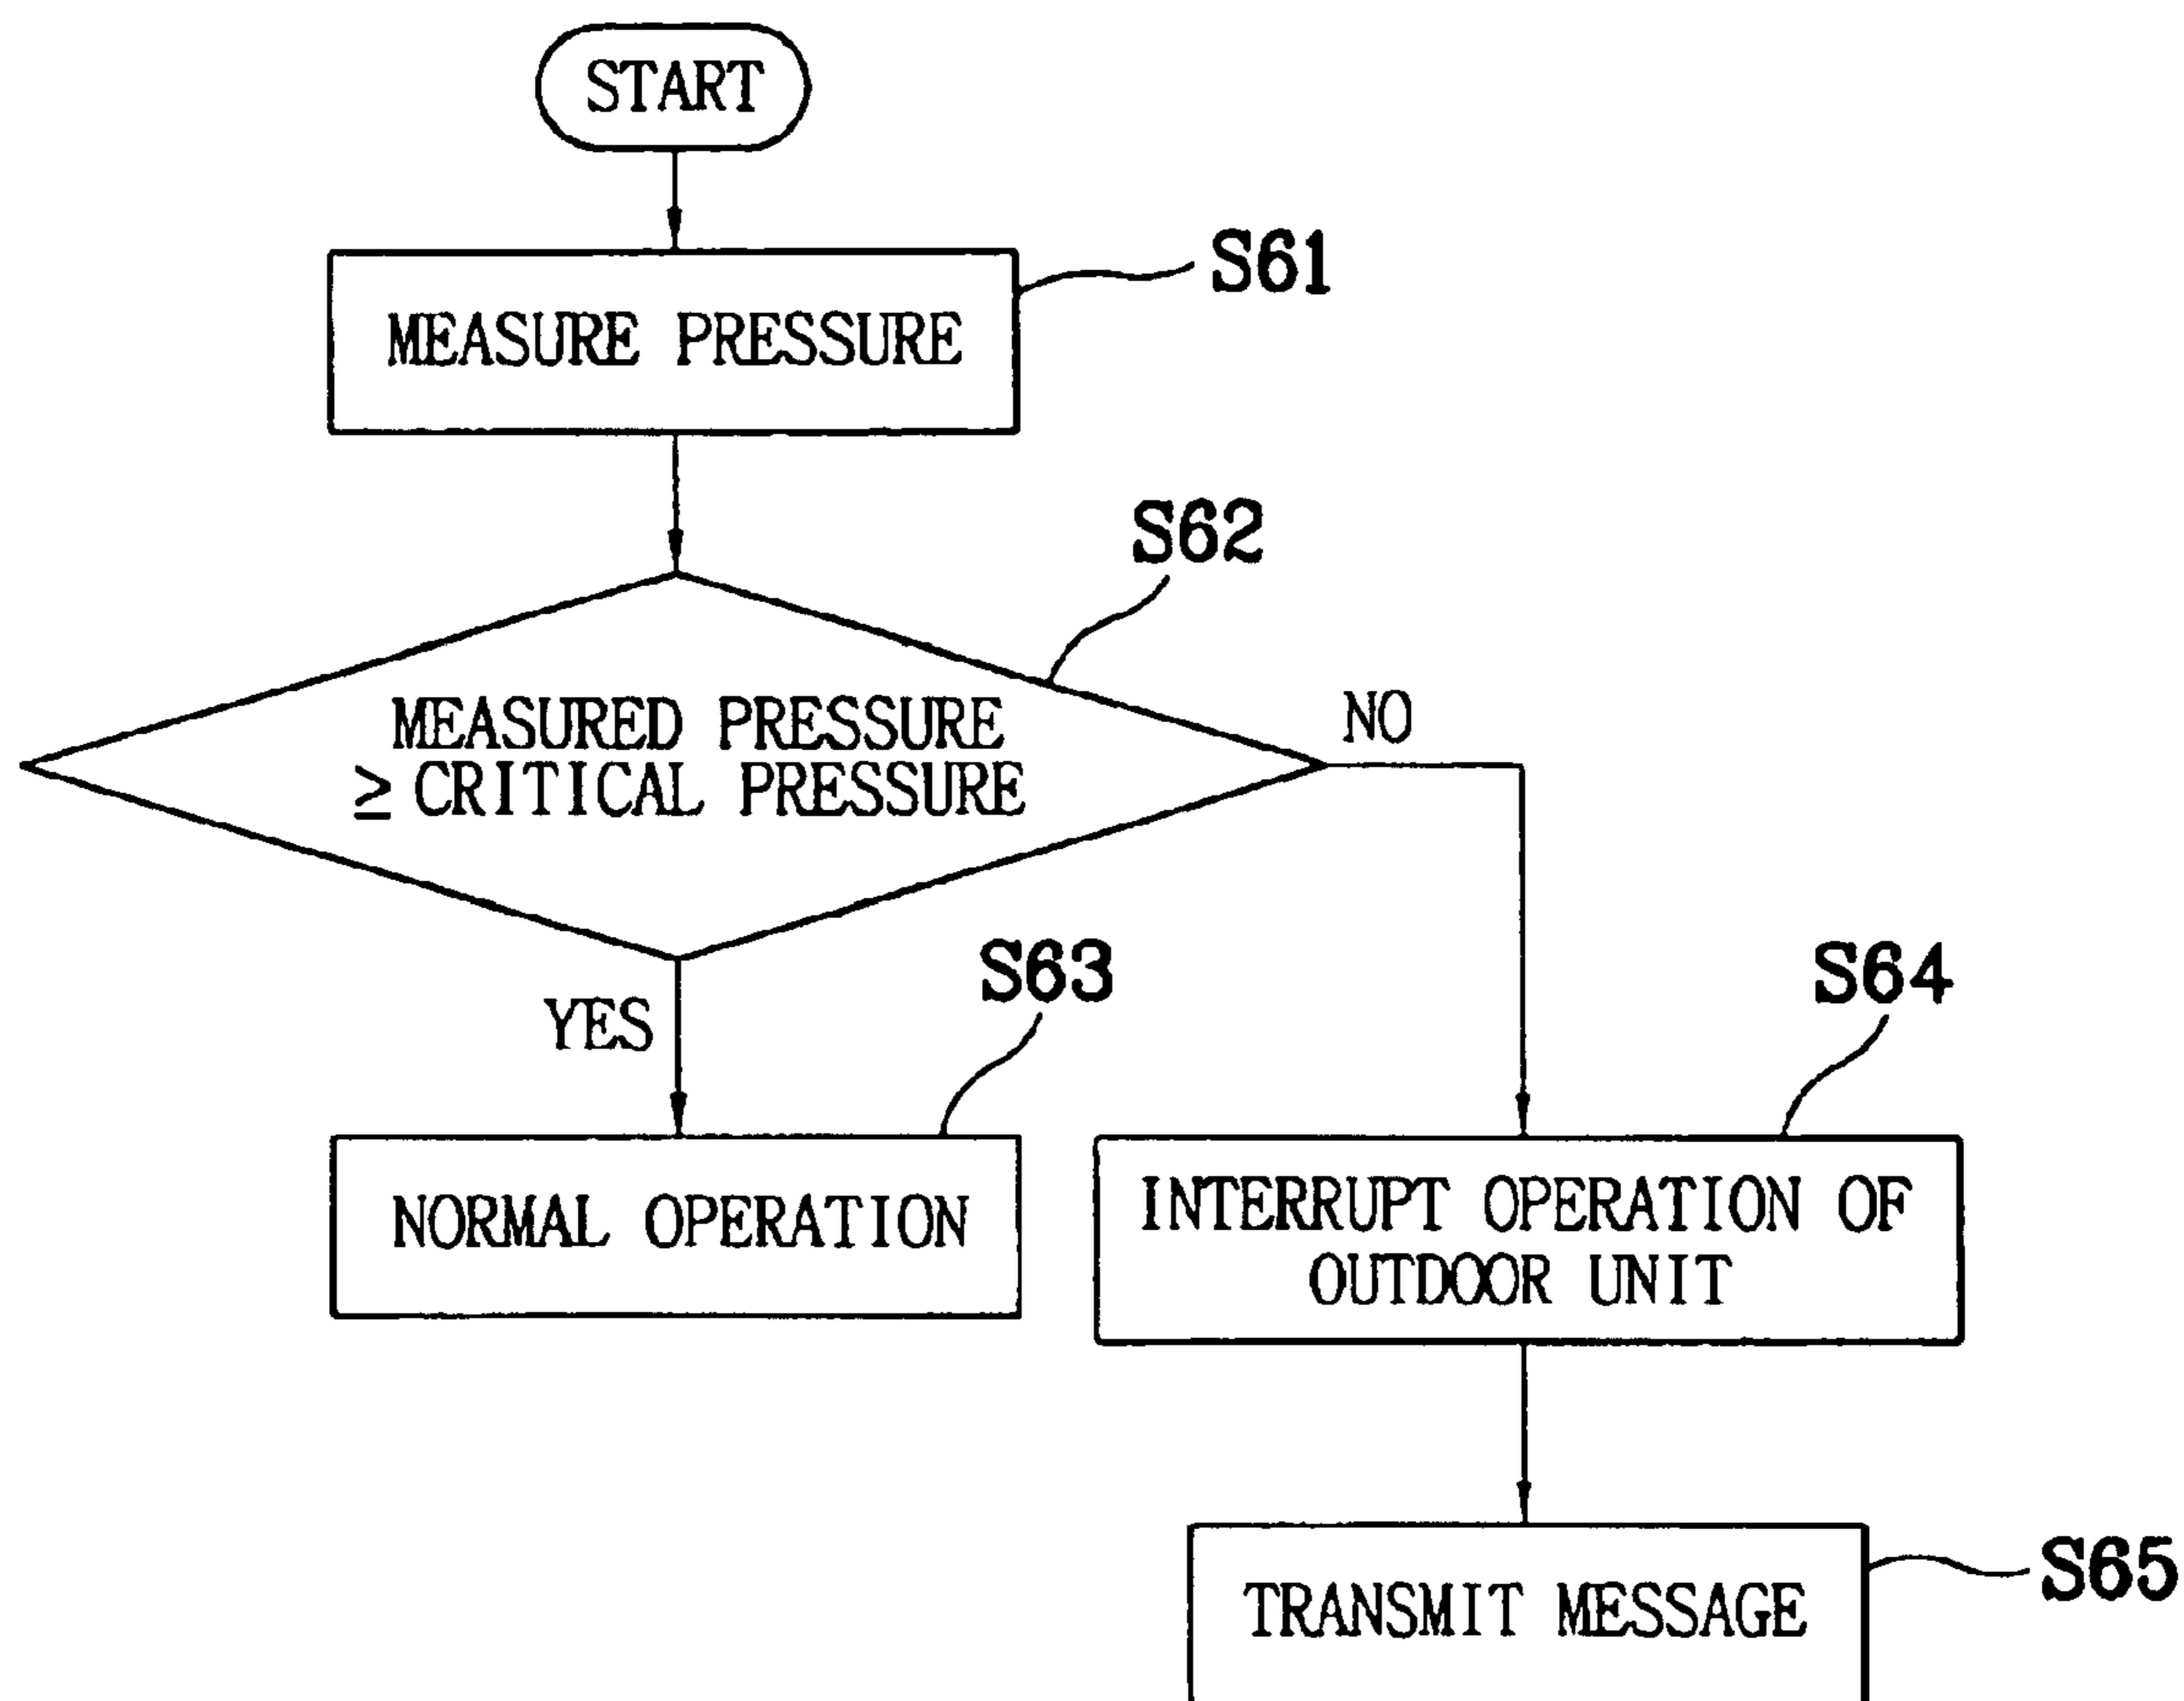 START
S61
MEASURE PRESSURE
S62
MEASURED PRESSURE
≥ CRITICAL PRESSURE
NO
YES
S63
S64
NORMAL OPERATION
INTERRUPT OPERATION OF
OUTDOOR UNIT
S65
TRANSMIT MESSAGE